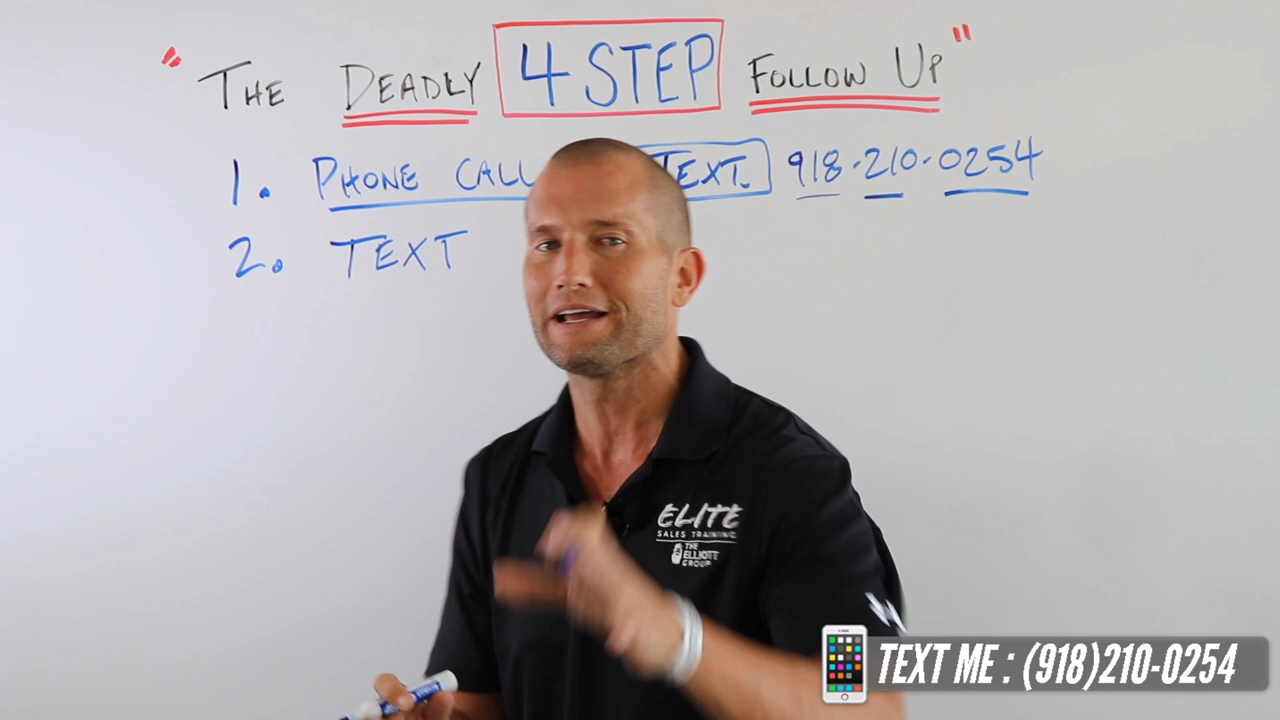 "THE DEADLY 4 STEP FOLLOW UP"
1. PHONE CALL TEXT. 918-210-0254
2. TEXT
ELITE
SALES TRAINING
THE
ELLIOTT
GROUP
TEXT ME : (918)210-0254